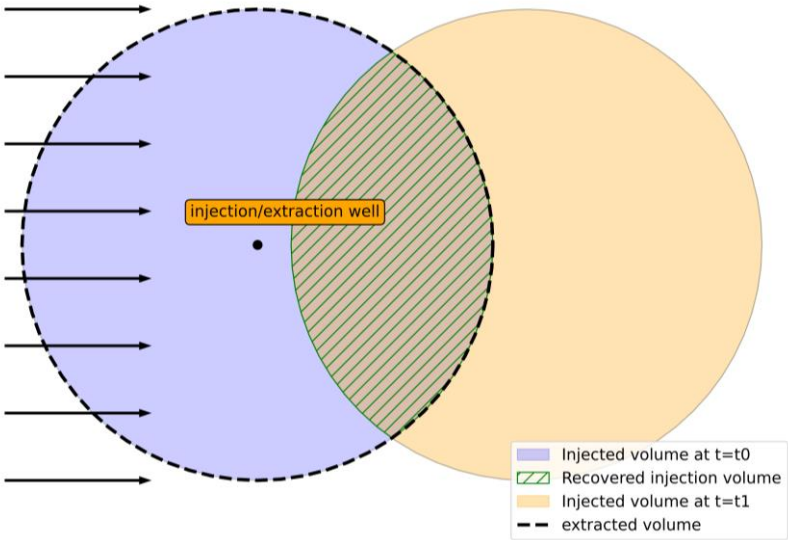 injection/extraction well
Injected volume at t=t0
Recovered injection volume
Injected volume at t=t1
extracted volume